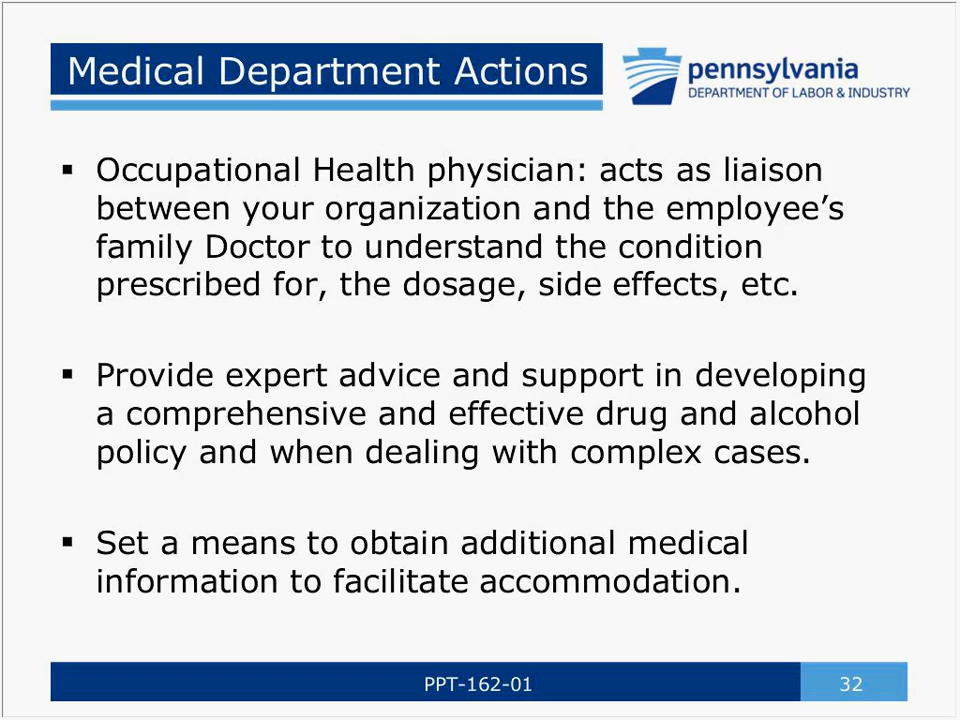 Medical Department Actions
pennsylvania
DEPARTMENT OF LABOR & INDUSTRY
▪ Occupational Health physician: acts as liaison
between your organization and the employee’s
family Doctor to understand the condition
prescribed for, the dosage, side effects, etc.
▪ Provide expert advice and support in developing
a comprehensive and effective drug and alcohol
policy and when dealing with complex cases.
▪ Set a means to obtain additional medical
information to facilitate accommodation.
PPT-162-01
32